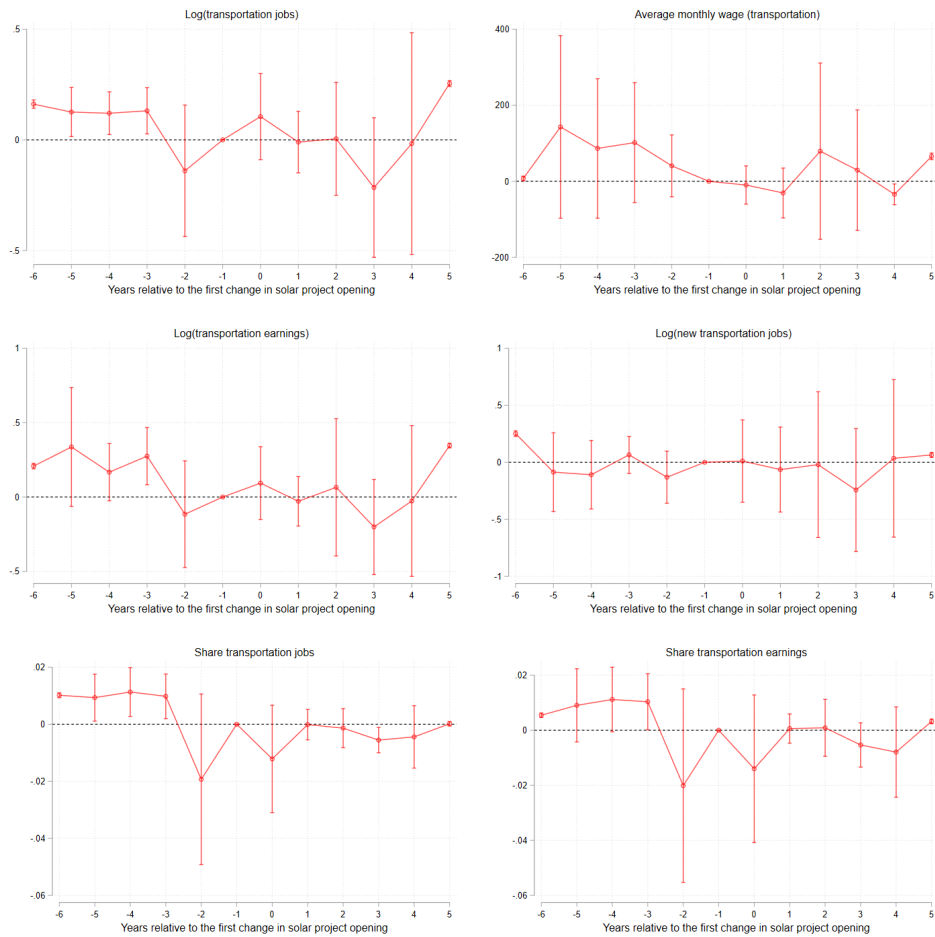 Log(transportation jobs)
.5
0
-.5
-6 -5 -4 -3 -2 -1 0 1 2 3 4 5
Years relative to the first change in solar project opening
Average monthly wage (transportation)
400
200
0
-200
-6 -5 -4 -3 -2 -1 0 1 2 3 4 5
Years relative to the first change in solar project opening
Log(transportation earnings)
1
.5
0
-.5
-6 -5 -4 -3 -2 -1 0 1 2 3 4 5
Years relative to the first change in solar project opening
Log(new transportation jobs)
1
.5
0
-.5
-1
-6 -5 -4 -3 -2 -1 0 1 2 3 4 5
Years relative to the first change in solar project opening
Share transportation jobs
.02
0
-.02
-.04
-.06
-6 -5 -4 -3 -2 -1 0 1 2 3 4 5
Years relative to the first change in solar project opening
Share transportation earnings
.02
0
-.02
-.04
-.06
-6 -5 -4 -3 -2 -1 0 1 2 3 4 5
Years relative to the first change in solar project opening